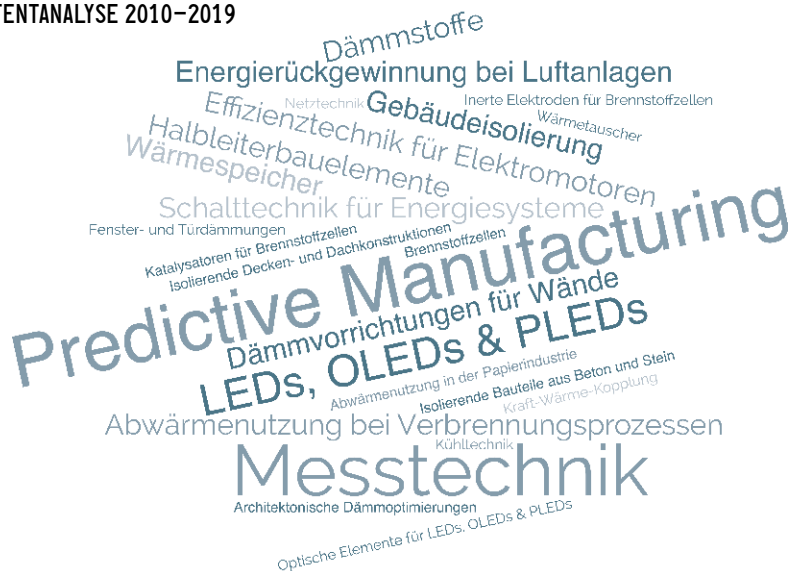 TENTANALYSE 2010–2019
Dämmstoffe
Energierückgewinnung bei Luftanlagen
Netztechnik
Gebäudeisolierung
Inerte Elektroden für Brennstoffzellen
Wärmetauscher
Effizienztechnik für Elektromotoren
Halbleiterbauelemente
Wärmespeicher
Schalttechnik für Energiesysteme
Fenster- und Türdämmungen
Katalysatoren für Brennstoffzellen
Isolierende Decken- und Dachkonstruktionen
Brennstoffzellen
Predictive Manufacturing
Dämmvorrichtungen für Wände
LEDs, OLEDs & PLEDs
Abwärmenutzung in der Papierindustrie
Isolierende Bauteile aus Beton und Stein
Kraft-Wärme-Kopplung
Abwärmenutzung bei Verbrennungsprozessen
Kühltechnik
Messtechnik
Architektonische Dämmoptimierungen
Optische Elemente für LEDs, OLEDs & PLEDs